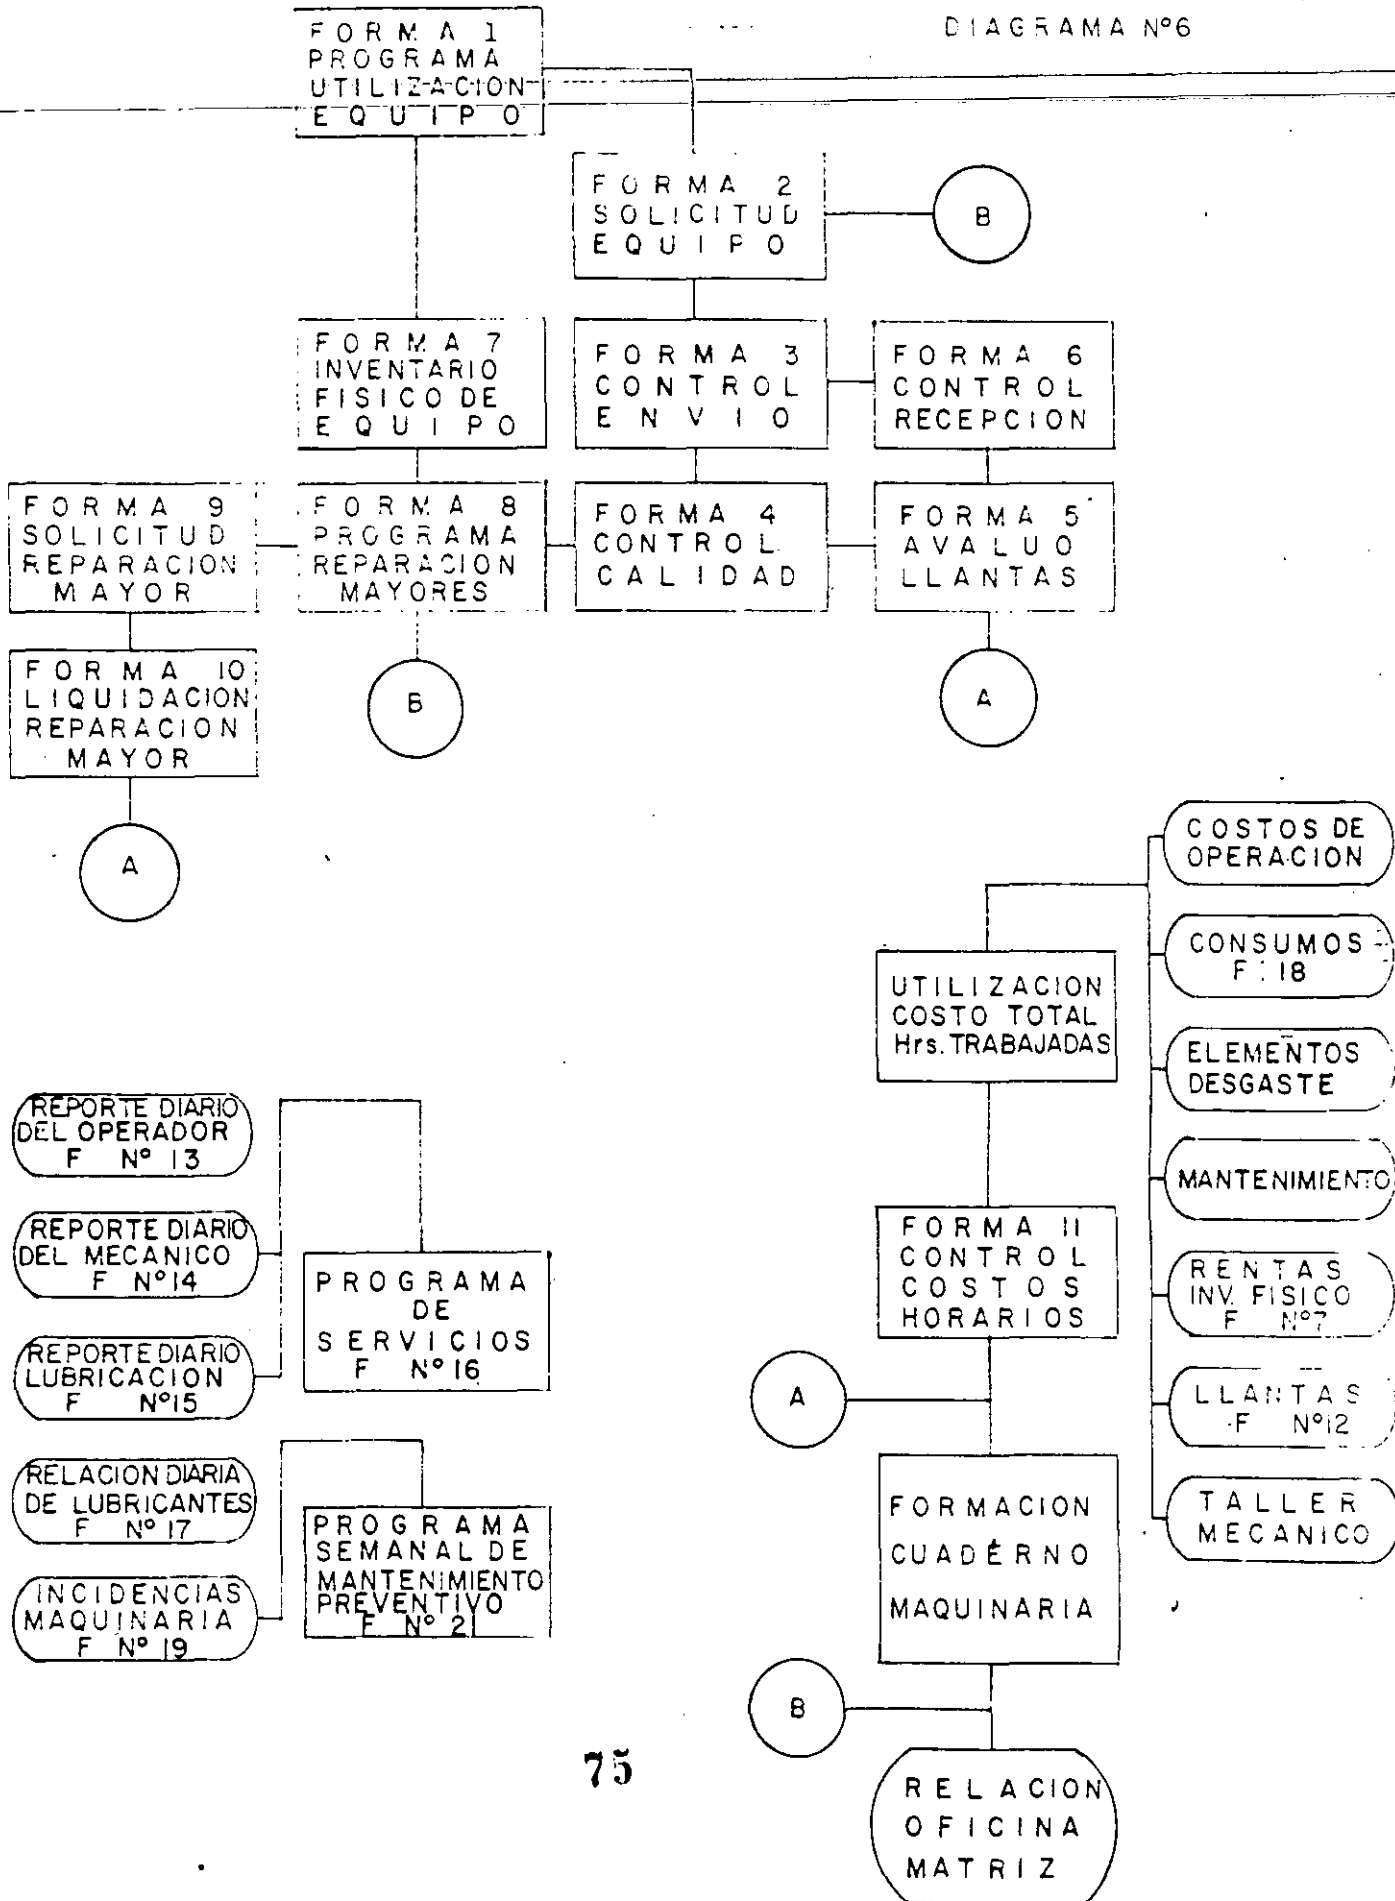 DIAGRAMA Nº6
FORMA 1
PROGRAMA
UTILIZACION
EQUIPO
FORMA 2
SOLICITUD
EQUIPO
B
FORMA 7
INVENTARIO
FISICO DE
EQUIPO
FORMA 3
CONTROL
ENVIO
FORMA 6
CONTROL
RECEPCION
FORMA 9
SOLICITUD
REPARACION
MAYOR
FORMA 8
PROGRAMA
REPARACION
MAYORES
FORMA 4
CONTROL
CALIDAD
FORMA 5
AVALUO
LLANTAS
FORMA 10
LIQUIDACION
REPARACION
MAYOR
B
A
A
COSTOS DE
OPERACION
CONSUMOS
F. 18
ELEMENTOS
DESGASTE
MANTENIMIENTO
RENTAS
INV. FISICO
F Nº7
LLANTAS
F Nº12
TALLER
MECANICO
UTILIZACION
COSTO TOTAL
Hrs. TRABAJADAS
FORMA 11
CONTROL
COSTOS
HORARIOS
A
FORMACION
CUADERNO
MAQUINARIA
B
RELACION
OFICINA
MATRIZ
REPORTE DIARIO
DEL OPERADOR
F Nº 13
REPORTE DIARIO
DEL MECANICO
F Nº14
REPORTE DIARIO
LUBRICACION
F Nº15
PROGRAMA
DE
SERVICIOS
F Nº 16
RELACION DIARIA
DE LUBRICANTES
F Nº 17
INCIDENCIAS
MAQUINARIA
F Nº 19
PROGRAMA
SEMANAL DE
MANTENIMIENTO
PREVENTIVO
F Nº 21
75